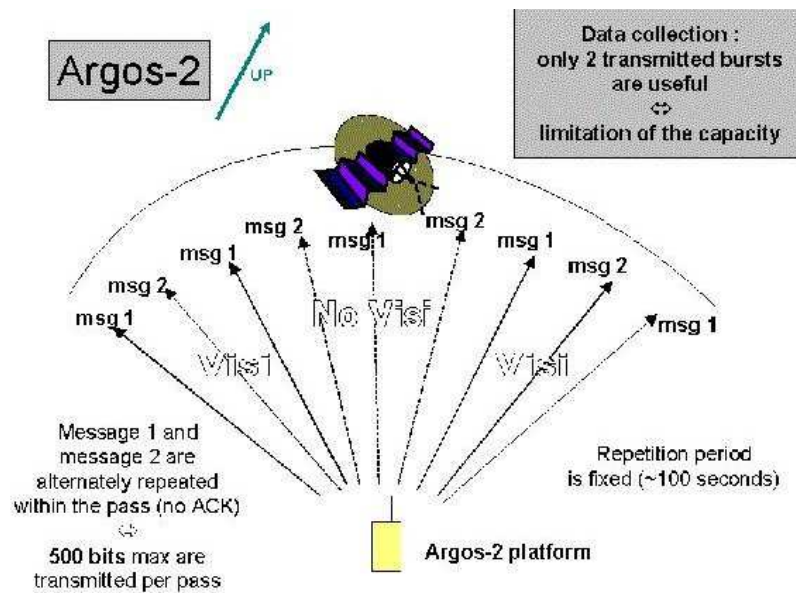 Argos-2
UP
Data collection :
only 2 transmitted bursts
are useful
⇔
limitation of the capacity
msg 1
msg 2
msg 1
msg 2
msg 1
msg 2
msg 1
msg 2
msg 1
Visi
No Visi
Visi
Message 1 and
message 2 are
alternately repeated
within the pass (no ACK)
⇔
500 bits max are
transmitted per pass
Repetition period
is fixed (~100 seconds)
Argos-2 platform